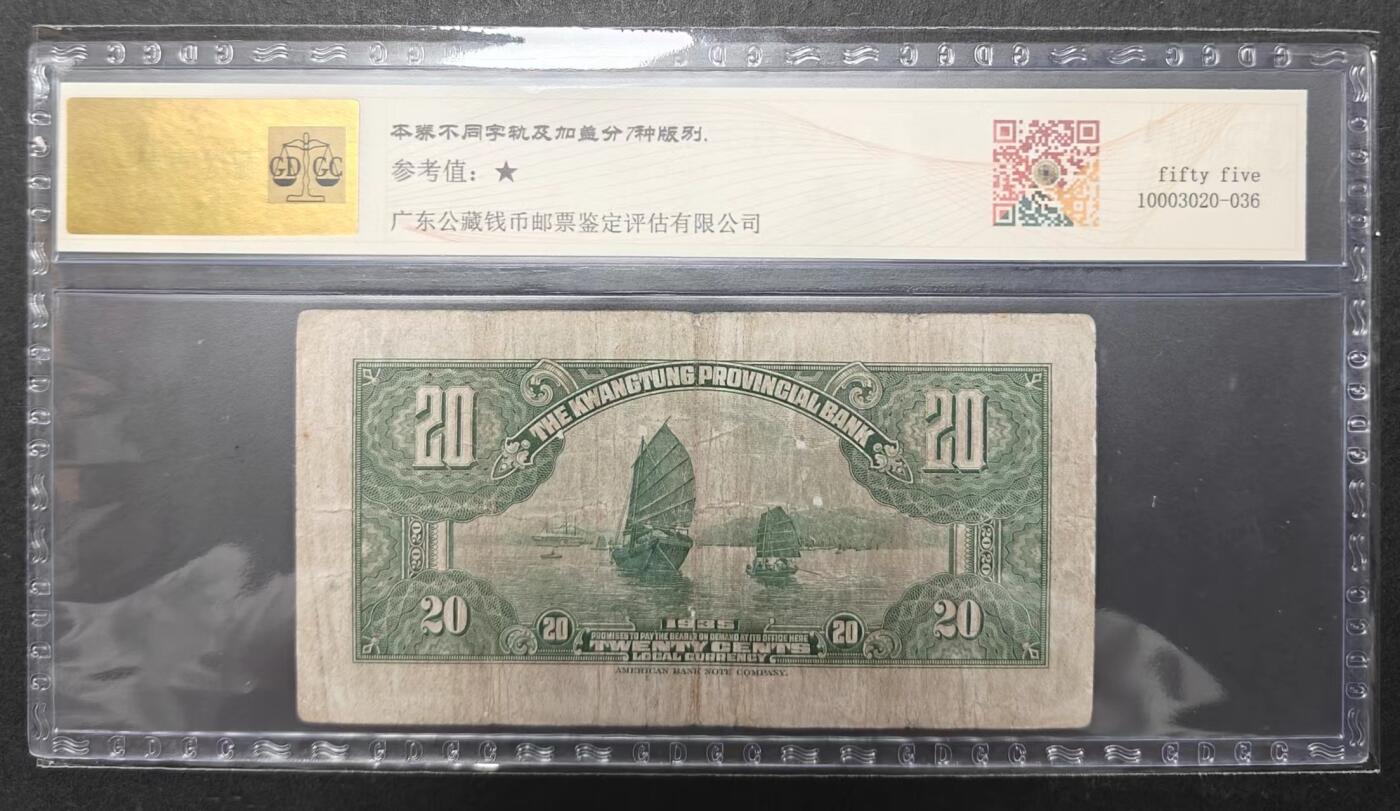 GDGC
本券不同字轨及加盖分7种版别.
参考值：★
广东公藏钱币邮票鉴定评估有限公司
fifty five
10003020-036
THE KWANGTUNG PROVINCIAL BANK
20 20
2020 2020
20 20
20 20
1935
PROMISES TO PAY THE BEARER ON DEMAND AT ITS OFFICE HERE
TWENTY CENTS
LOCAL CURRENCY
AMERICAN BANK NOTE COMPANY.